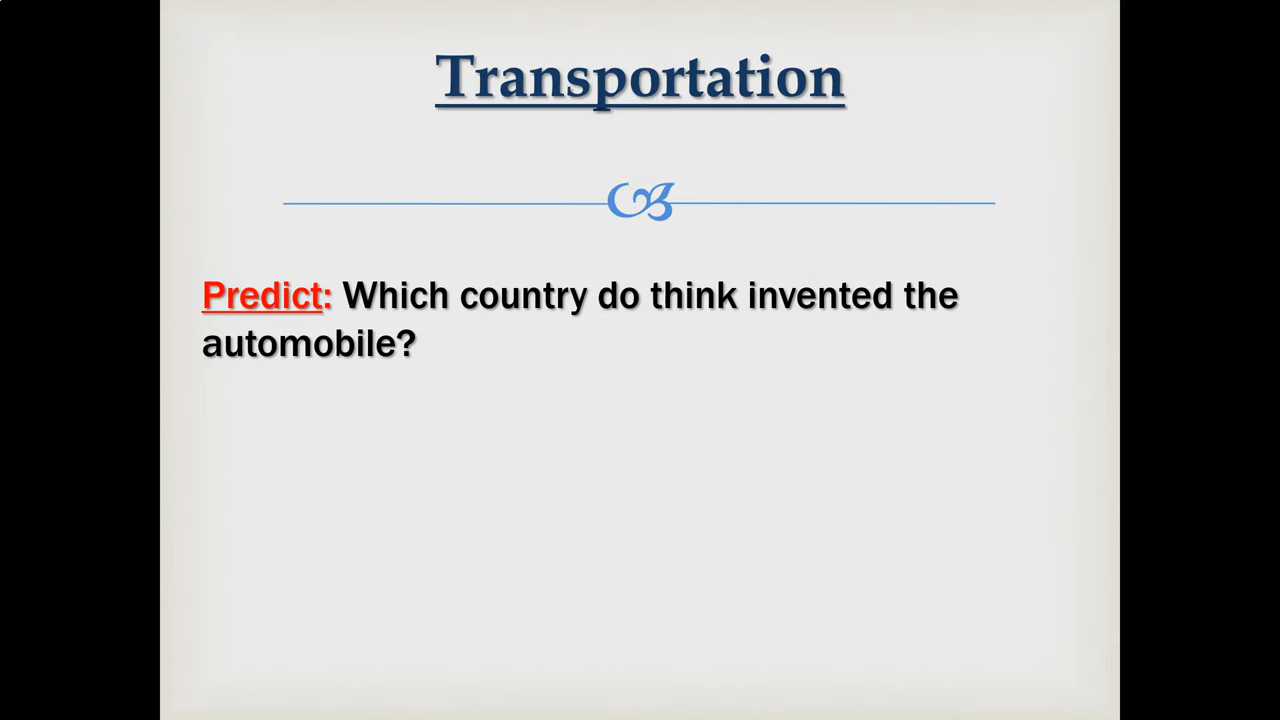 Transportation
Predict: Which country do think invented the
automobile?